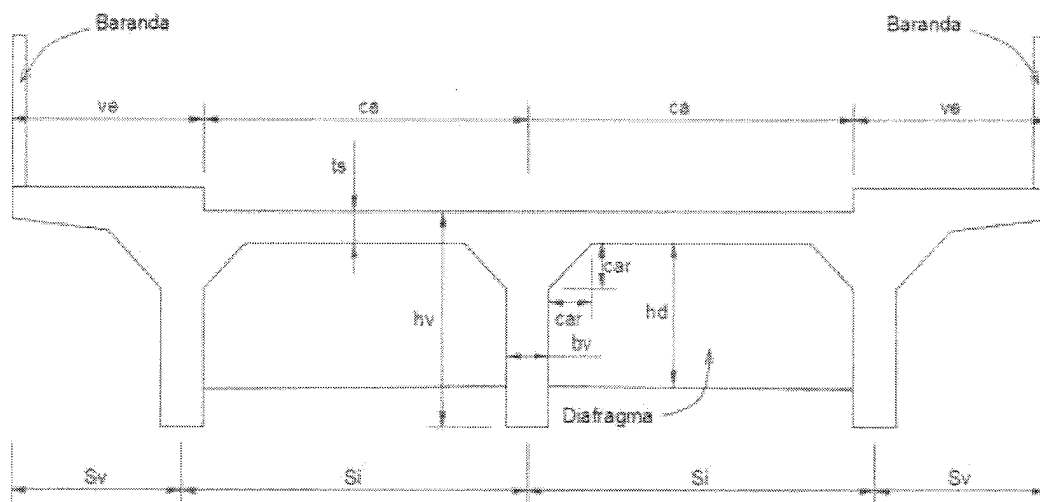 Baranda
Baranda
ve
ca
ca
ve
ts
car
hv
car
hd
bv
Diafragma
Sv
Si
Si
Sv